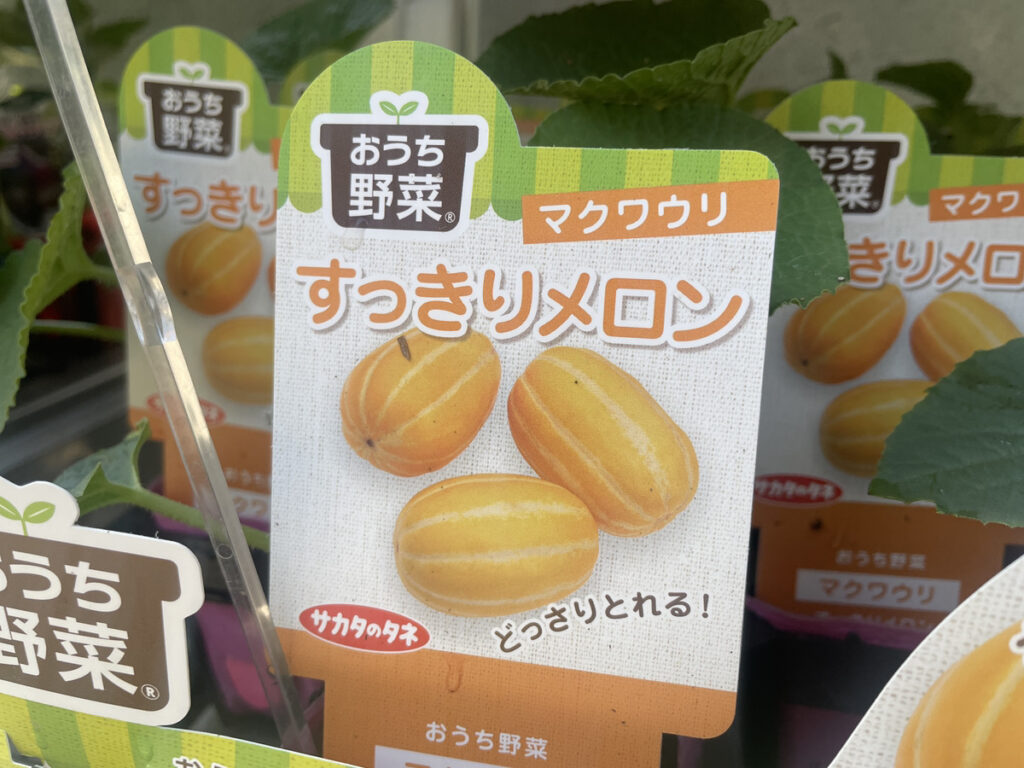 おうち
野菜®
マクワウリ
すっきりメロン
どっさりとれる!
サカタのタネ
おうち野菜
おうち
野菜
すっきり
サカタのタネ
おうち
野菜
マクワ
きりメロ
サカタのタネ
おうち野菜
マクワウリ
うち
野菜®